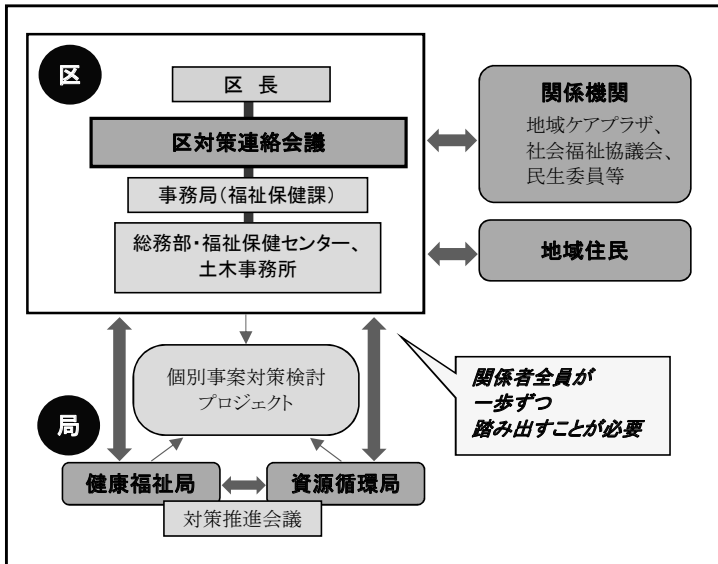 区
区 長
区対策連絡会議
事務局(福祉保健課)
総務部・福祉保健センター、
土木事務所
関係機関
地域ケアプラザ、
社会福祉協議会、
民生委員等
地域住民
個別事案対策検討
プロジェクト
関係者全員が
一歩ずつ
踏み出すことが必要
局
健康福祉局
資源循環局
対策推進会議